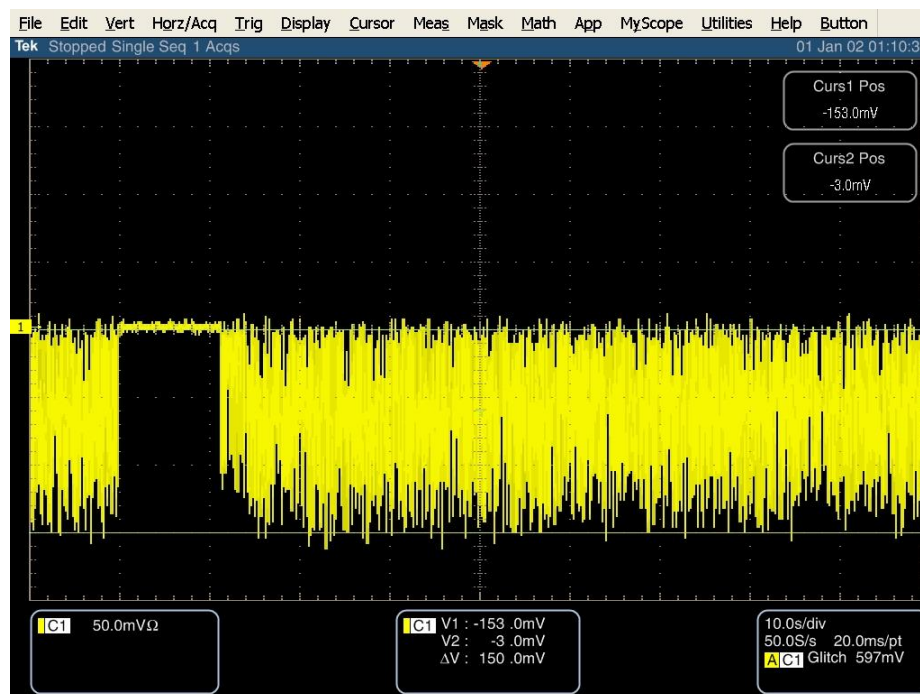 File Edit Vert Horz/Acq Trig Display Cursor Meas Mask Math App MyScope Utilities Help Button
Tek Stopped Single Seq 1 Acqs 01 Jan 02 01:10:3
Curs1 Pos
-153.0mV
Curs2 Pos
-3.0mV
1
C1 50.0mVΩ
C1 V1 : -153 .0mV
V2 : -3 .0mV
ΔV : 150 .0mV
10.0s/div
50.0S/s 20.0ms/pt
A C1 Glitch 597mV